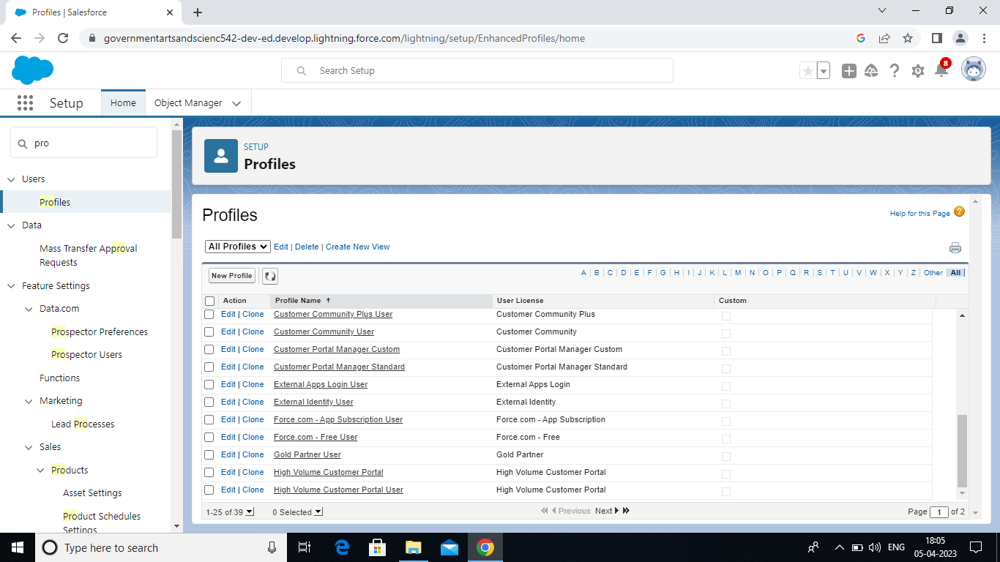 Profiles | Salesforce
governmentartsandscienc542-dev-ed.develop.lightning.force.com/lightning/setup/EnhancedProfiles/home
Search Setup
8
Setup
Home
Object Manager
pro
Users
Profiles
Data
Mass Transfer Approval
Requests
Feature Settings
Data.com
Prospector Preferences
Prospector Users
Functions
Marketing
Lead Processes
Sales
Products
Asset Settings
Product Schedules
Settings
SETUP
Profiles
Profiles
Help for this Page ?
All Profiles Edit | Delete | Create New View
New Profile
A | B | C | D | E | F | G | H | I | J | K | L | M | N | O | P | Q | R | S | T | U | V | W | X | Y | Z | Other | All
Action Profile Name User License Custom
Edit | Clone Customer Community Plus User Customer Community Plus
Edit | Clone Customer Community User Customer Community
Edit | Clone Customer Portal Manager Custom Customer Portal Manager Custom
Edit | Clone Customer Portal Manager Standard Customer Portal Manager Standard
Edit | Clone External Apps Login User External Apps Login
Edit | Clone External Identity User External Identity
Edit | Clone Force.com - App Subscription User Force.com - App Subscription
Edit | Clone Force.com - Free User Force.com - Free
Edit | Clone Gold Partner User Gold Partner
Edit | Clone High Volume Customer Portal High Volume Customer Portal
Edit | Clone High Volume Customer Portal User High Volume Customer Portal
1-25 of 39 0 Selected Previous Next Page 1 of 2
Type here to search
ENG
18:05
05-04-2023